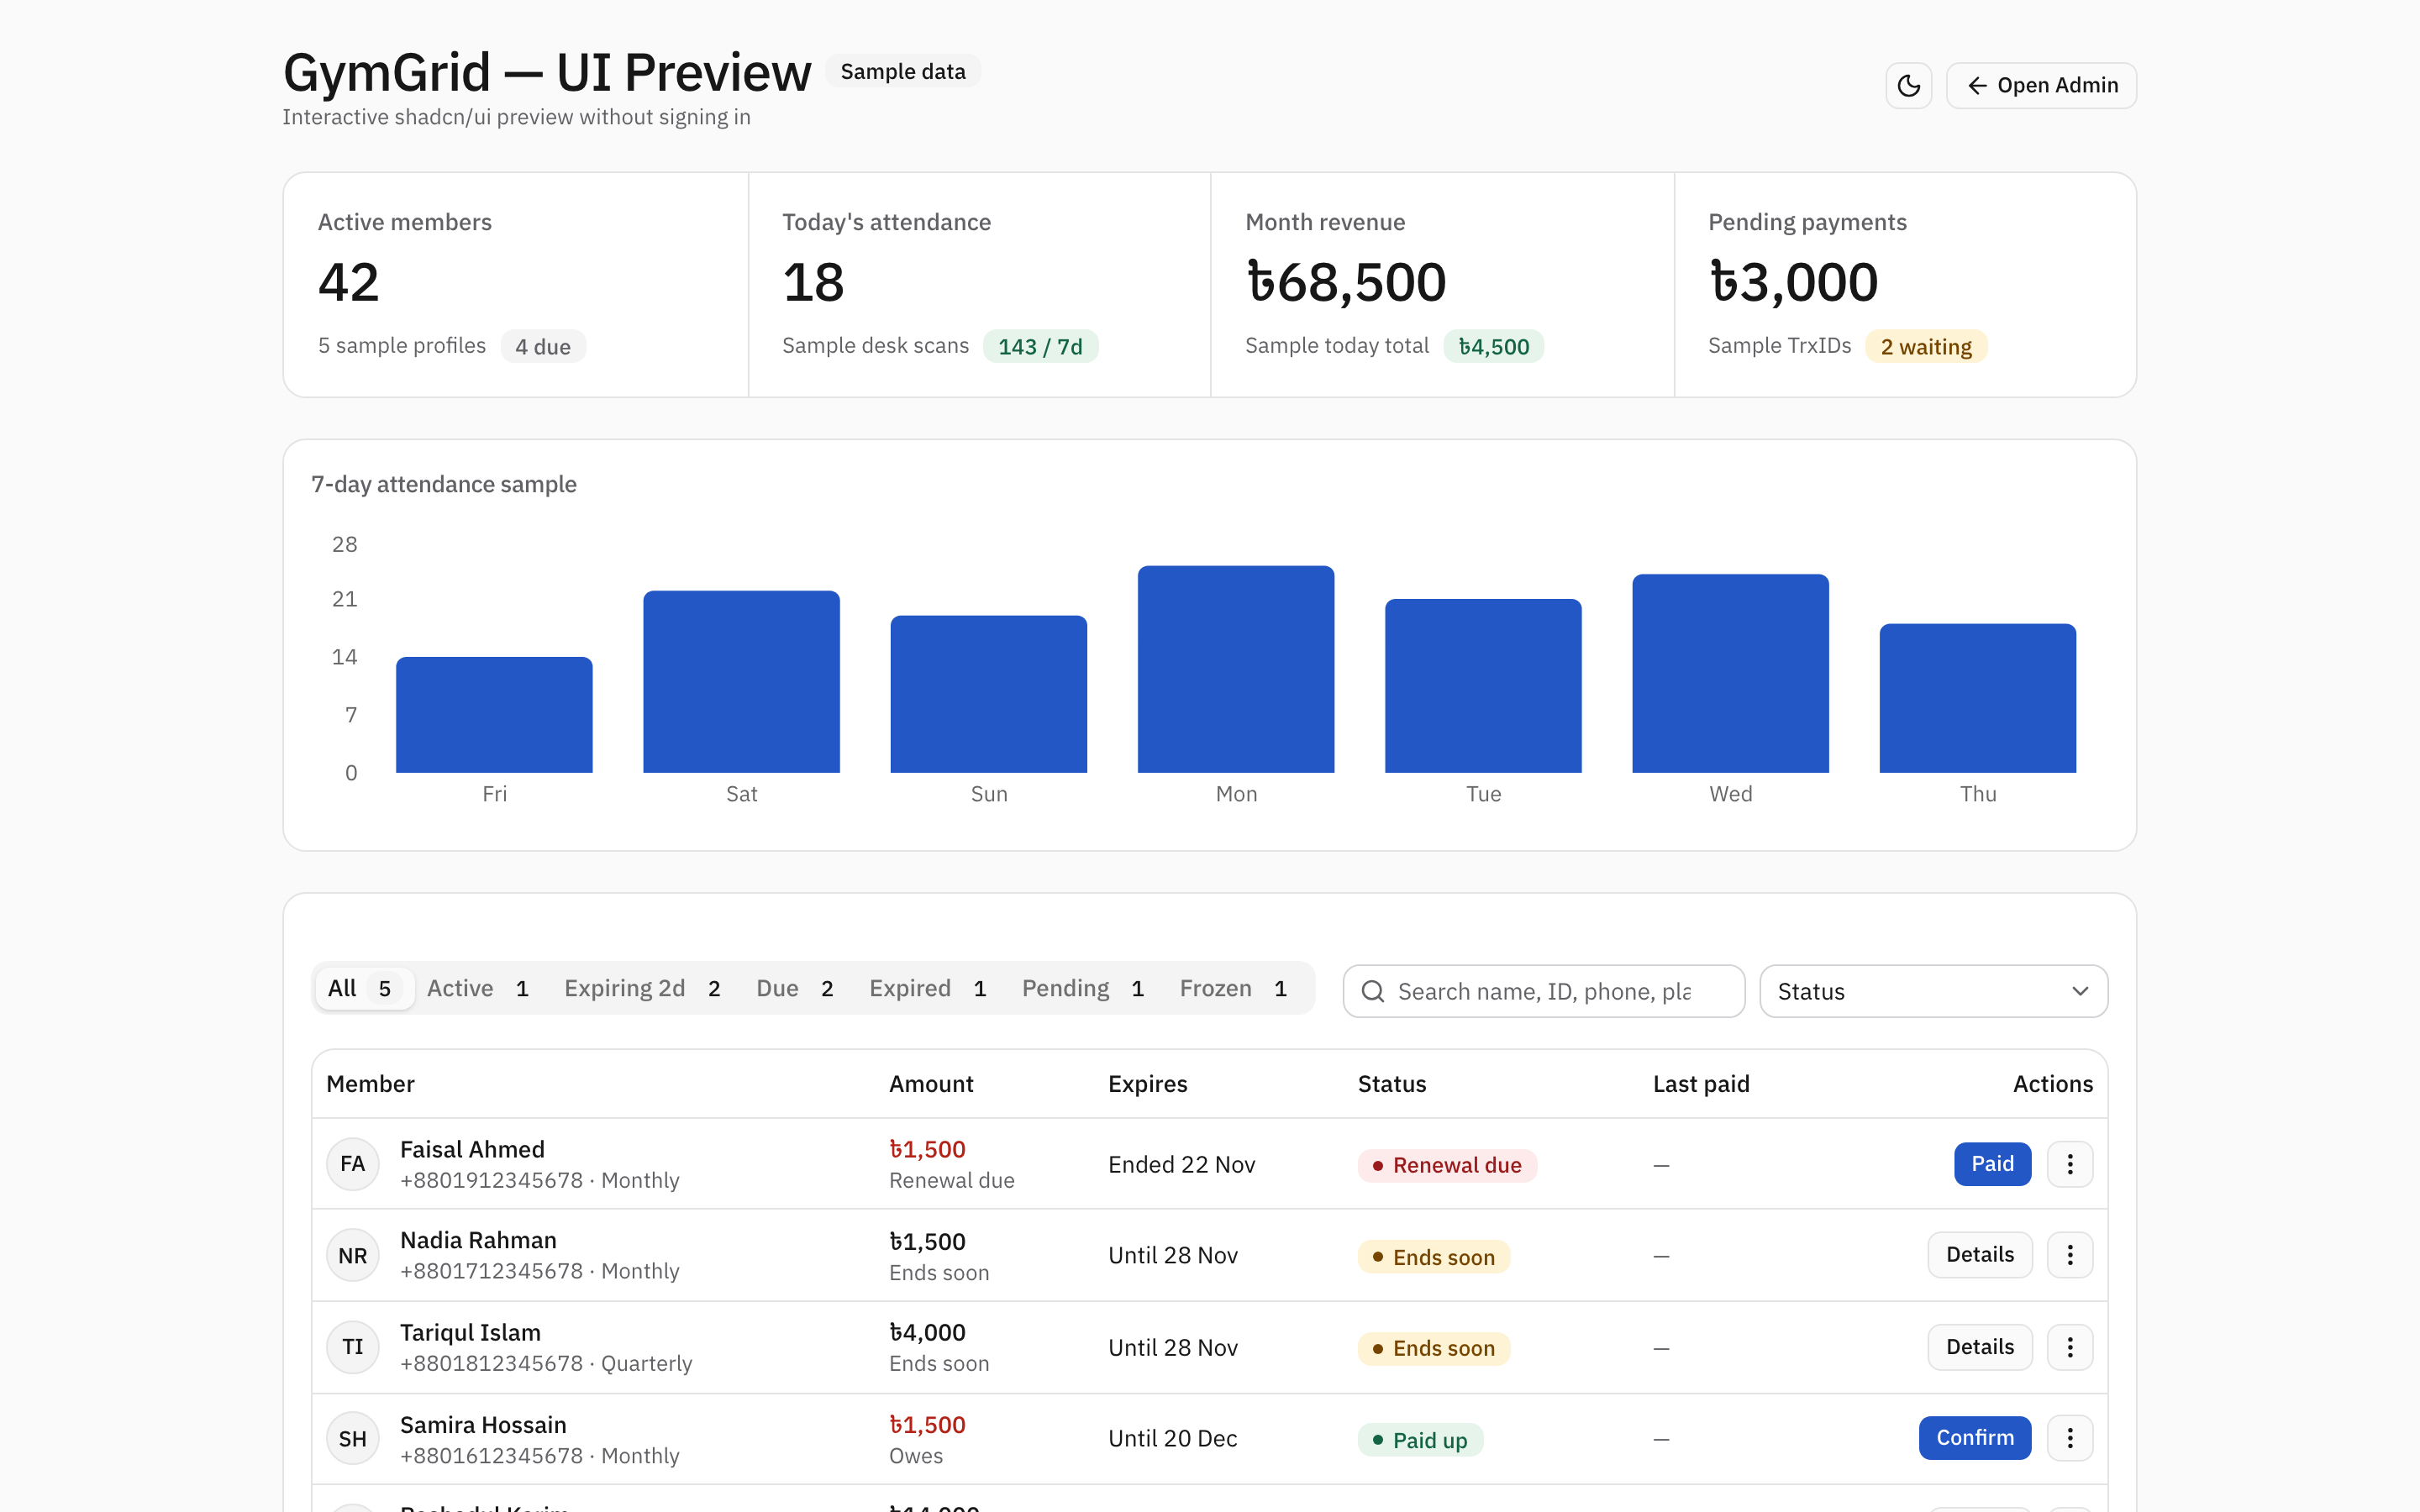 GymGrid — UI Preview Sample data
Interactive shadcn/ui preview without signing in
Open Admin
Active members
42
5 sample profiles 4 due
Today's attendance
18
Sample desk scans 143 / 7d
Month revenue
৳68,500
Sample today total ৳4,500
Pending payments
৳3,000
Sample TrxIDs 2 waiting
7-day attendance sample
28
21
14
7
0
Fri Sat Sun Mon Tue Wed Thu
All 5 Active 1 Expiring 2d 2 Due 2 Expired 1 Pending 1 Frozen 1
Search name, ID, phone, pla
Status
Member Amount Expires Status Last paid Actions
FA Faisal Ahmed ৳1,500 Ended 22 Nov Renewal due — Paid
+8801912345678 · Monthly Renewal due
NR Nadia Rahman ৳1,500 Until 28 Nov Ends soon — Details
+8801712345678 · Monthly Ends soon
TI Tariqul Islam ৳4,000 Until 28 Nov Ends soon — Details
+8801812345678 · Quarterly Ends soon
SH Samira Hossain ৳1,500 Until 20 Dec Paid up — Confirm
+8801612345678 · Monthly Owes